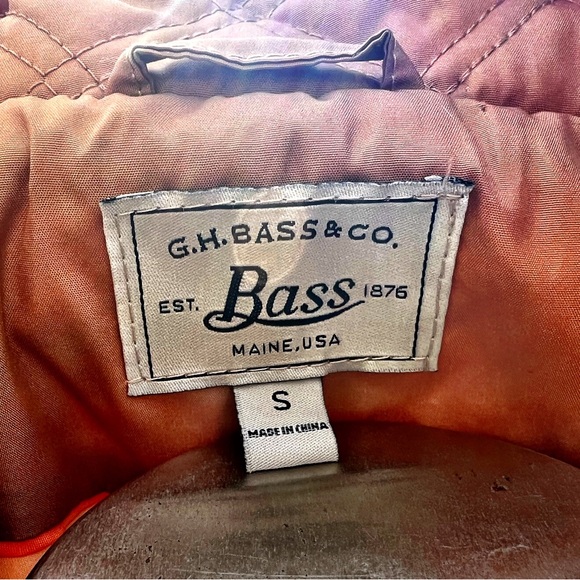 G.H. BASS & CO.
EST. Bass 1876
MAINE, USA
S
MADE IN CHINA